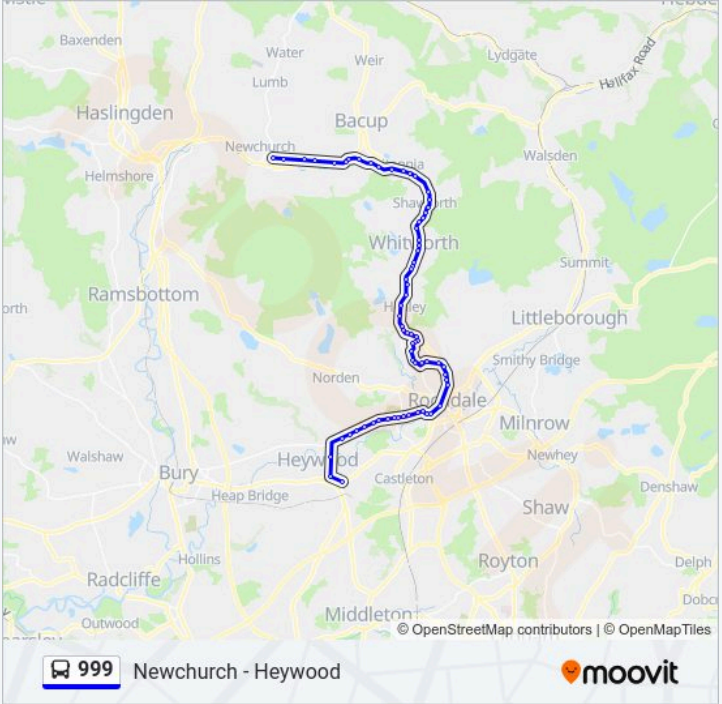 Baxenden
Water
Weir
Lydgate
Halifax Road
Lumb
Haslingden
Bacup
Newchurch
Walsden
Helmshore
Whitworth
Summit
Ramsbottom
Littleborough
Smithy Bridge
Norden
Rochdale
Milnrow
Walshaw
Heywood
Newhey
Bury
Castleton
Denshaw
Heap Bridge
Shaw
Hollins
Royton
Delph
Radcliffe
Outwood
Middleton
© OpenStreetMap contributors | © OpenMapTiles
999 Newchurch - Heywood
moovit